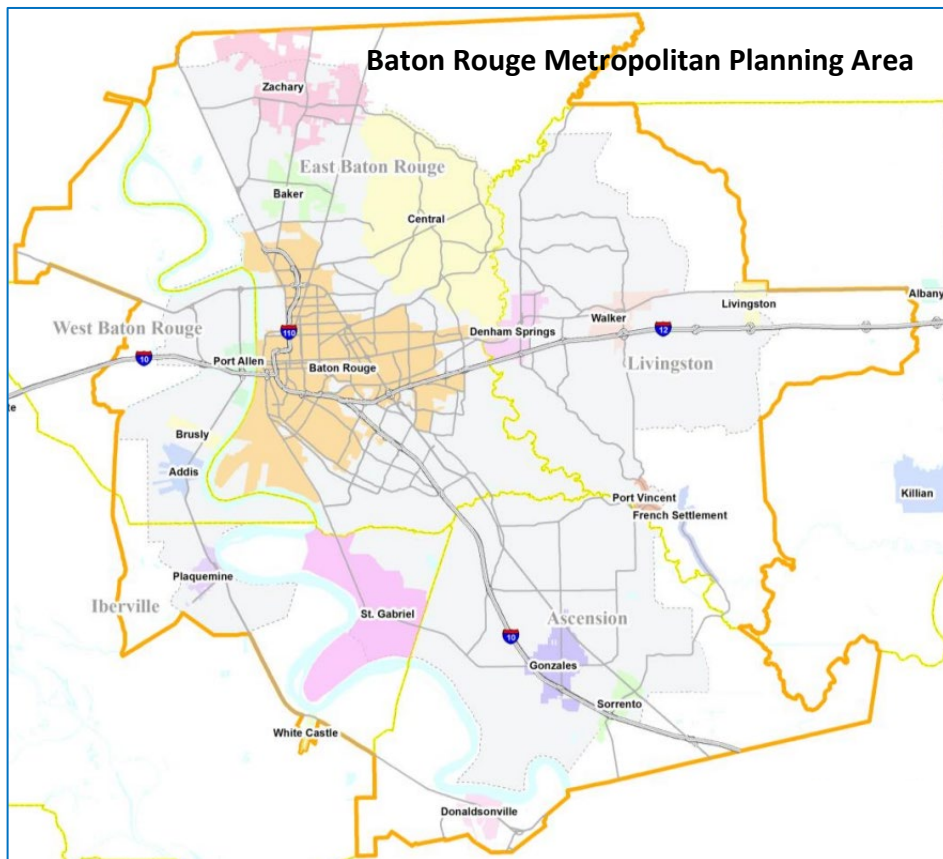 Baton Rouge Metropolitan Planning Area
Zachary
East Baton Rouge
Baker
Central
Livingston
Albany
Walker
Denham Springs
12
110
West Baton Rouge
10
Port Allen
Baton Rouge
Livingston
te
Brusly
Addis
Killian
Port Vincent
French Settlement
Plaquemine
Iberville
St. Gabriel
Ascension
10
Gonzales
Sorrento
White Castle
Donaldsonville